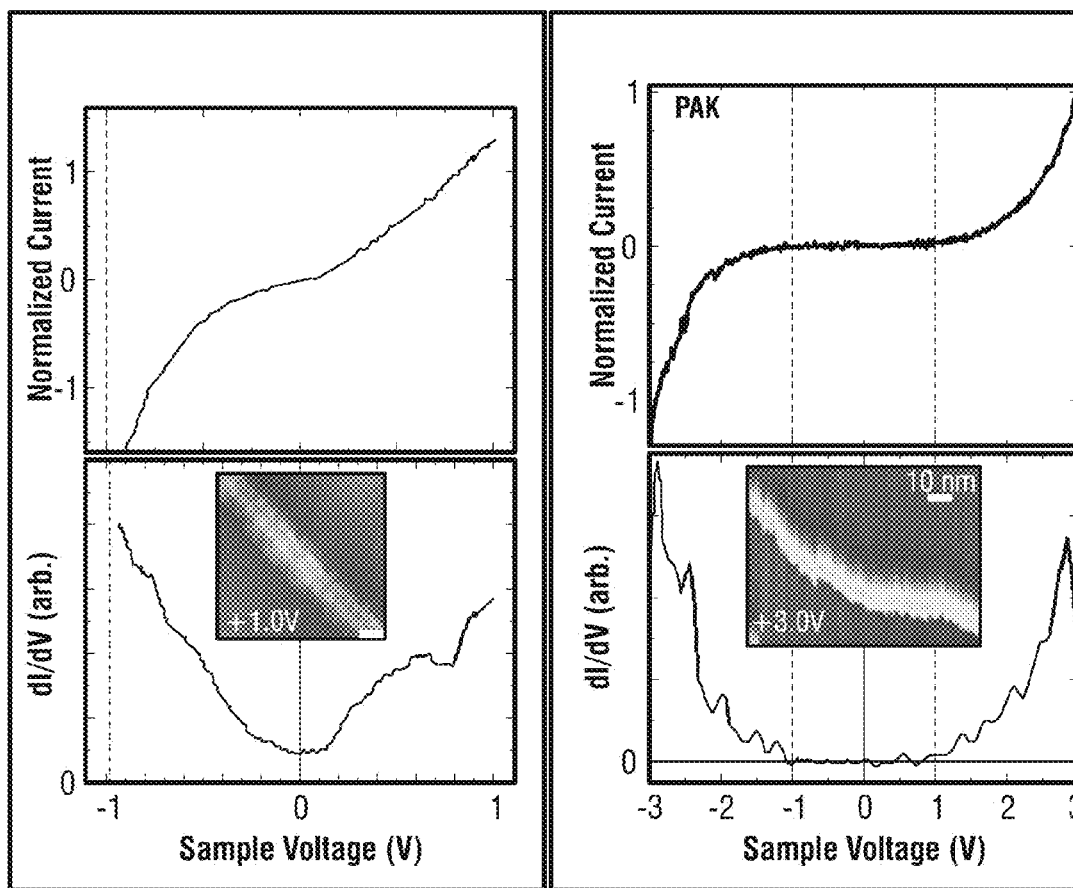 Normalized Current
1
0
-1
dI/dV (arb.)
0
+1.0V
-1
0
1
Sample Voltage (V)
PAK
Normalized Current
1
0
-1
dI/dV (arb.)
0
10 nm
+3.0V
-3
-2
-1
0
1
2
3
Sample Voltage (V)